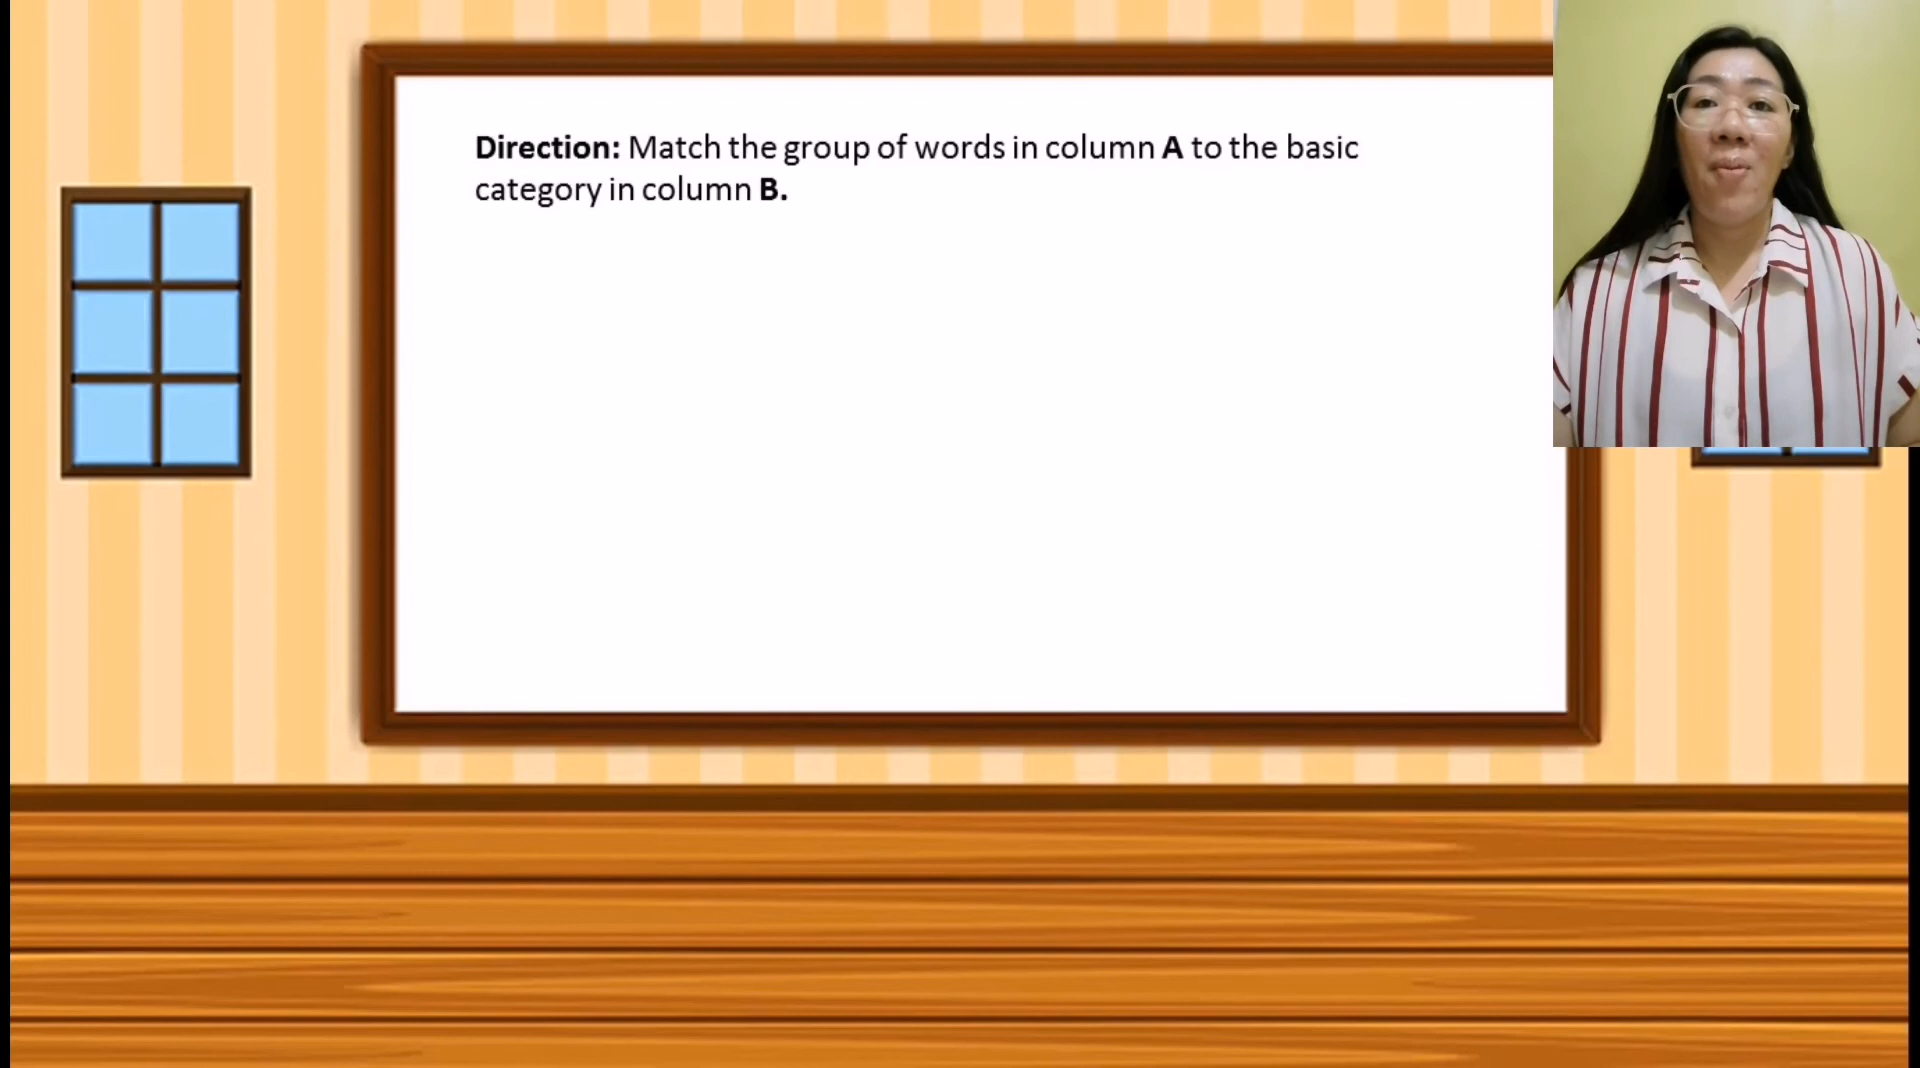 Direction: Match the group of words in column A to the basic
category in column B.